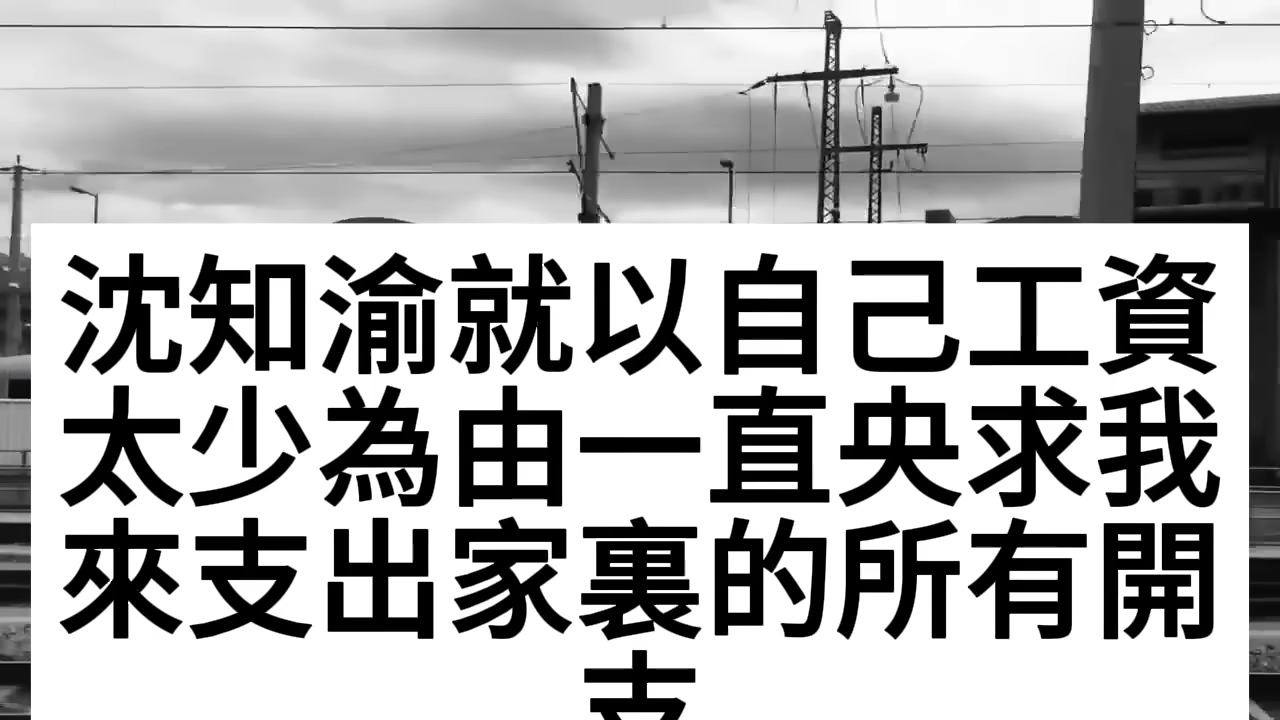 沈知渝就以自己工資
太少為由一直央求我
來支出家裏的所有開
支